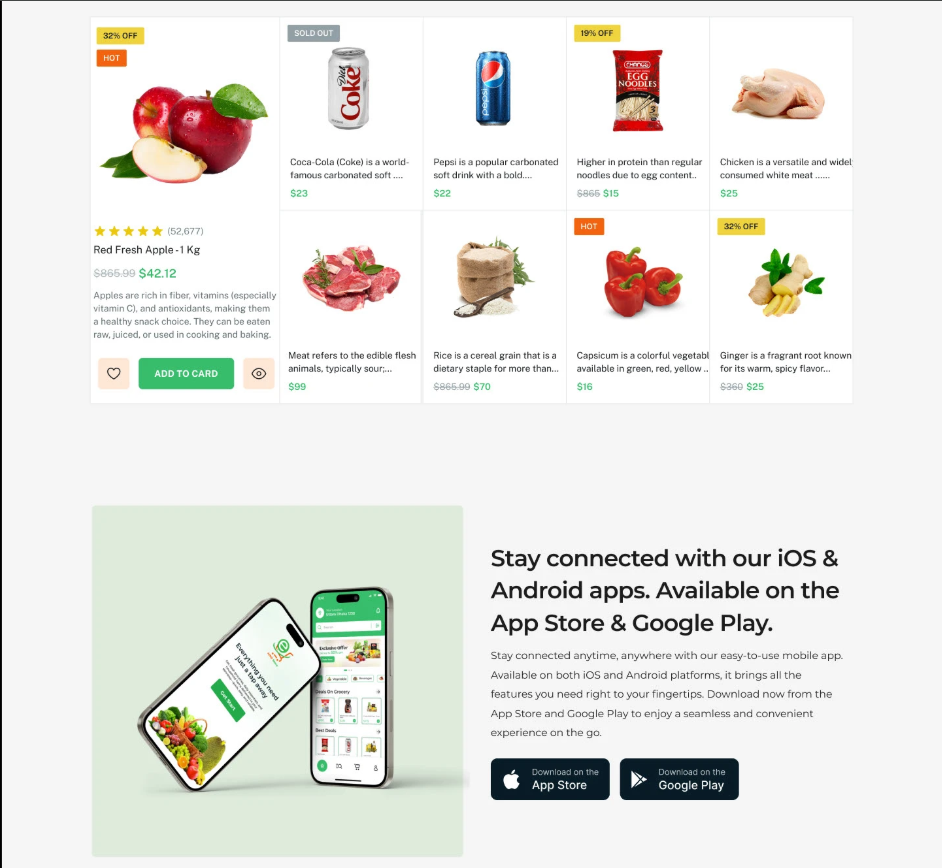 32% OFF
HOT
(52,677)
Red Fresh Apple - 1 Kg
$865.99 $42.12
Apples are rich in fiber, vitamins (especially
vitamin C), and antioxidants, making them
a healthy snack choice. They can be eaten
raw, juiced, or used in cooking and baking.
ADD TO CARD
SOLD OUT
Diet
Coke
Coca-Cola (Coke) is a world-
famous carbonated soft ....
$23
pepsi
Pepsi is a popular carbonated
soft drink with a bold....
$22
19% OFF
EGG
NOODLES
Higher in protein than regular
noodles due to egg content..
$865 $15
Chicken is a versatile and widel
consumed white meat ......
$25
Meat refers to the edible flesh
animals, typically sour;...
$99
Rice is a cereal grain that is a
dietary staple for more than...
$865.99 $70
HOT
Capsicum is a colorful vegetabl
available in green, red, yellow ..
$16
32% OFF
Ginger is a fragrant root known
for its warm, spicy flavor...
$360 $25
Everything you need
just a tap away
Get Start
Search
Exclusive Offer
Vegetable
Deals On Grocery
Best Deals
Stay connected with our iOS &
Android apps. Available on the
App Store & Google Play.
Stay connected anytime, anywhere with our easy-to-use mobile app.
Available on both iOS and Android platforms, it brings all the
features you need right to your fingertips. Download now from the
App Store and Google Play to enjoy a seamless and convenient
experience on the go.
Download on the
App Store
Download on the
Google Play